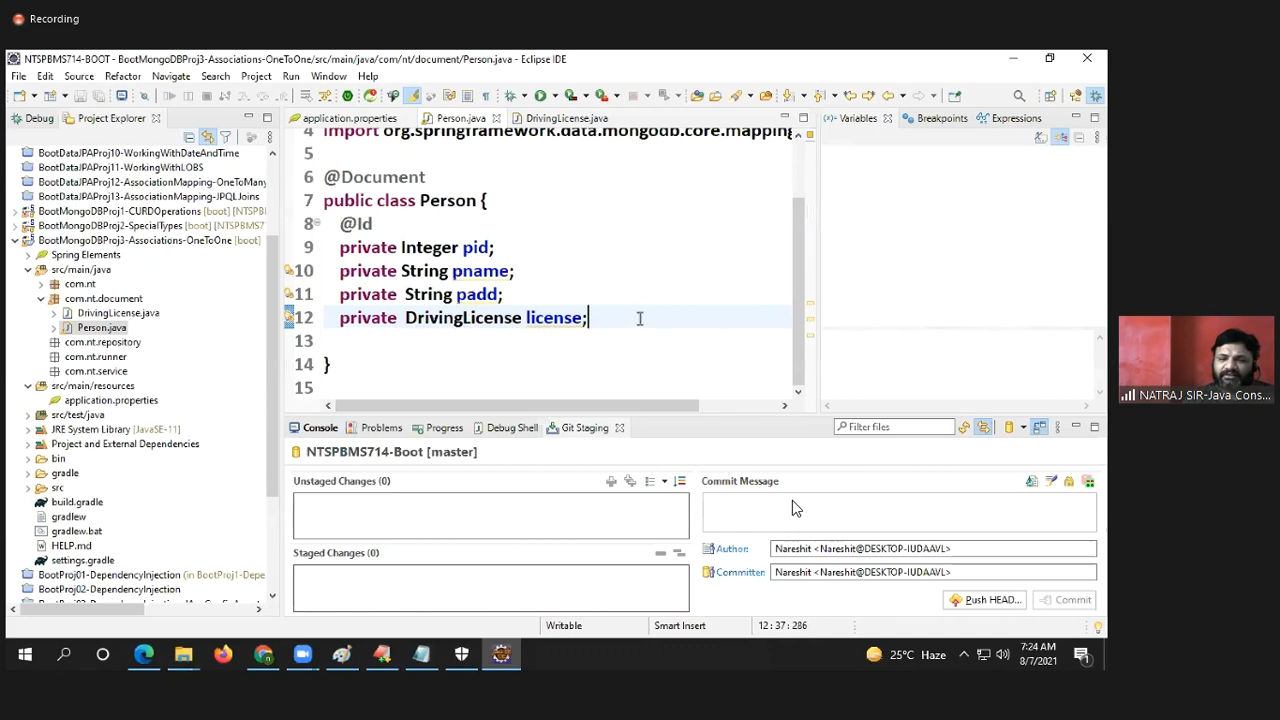 Recording
NTSPBMS714-BOOT - BootMongoDBProj3-Associations-OneToOne/src/main/java/com/nt/document/Person.java - Eclipse IDE
File Edit Source Refactor Navigate Search Project Run Window Help
Debug Project Explorer
application.properties Person.java DrivingLicense.java
Variables Breakpoints Expressions
BootDataJPAProj10-WorkingWithDateAndTime
BootDataJPAProj11-WorkingWithLOBS
BootDataJPAProj12-AssociationMapping-OneToMany
BootDataJPAProj13-AssociationMapping-JPQLJoins
BootMongoDBProj1-CURDOperations [boot] [NTSPB
BootMongoDBProj2-SpecialTypes [boot] [NTSPBMS7
BootMongoDBProj3-Associations-OneToOne [boot]
Spring Elements
src/main/java
com.nt
com.nt.document
DrivingLicense.java
Person.java
com.nt.repository
com.nt.runner
com.nt.service
src/main/resources
application.properties
src/test/java
JRE System Library [JavaSE-11]
Project and External Dependencies
bin
gradle
src
build.gradle
gradlew
gradlew.bat
HELP.md
settings.gradle
BootProj01-DependencyInjection (in BootProj1-Depe
BootProj02-DependencyInjection
4 import org.springframework.data.mongodb.core.mapping
5
6 @Document
7 public class Person {
8 @Id
9 private Integer pid;
10 private String pname;
11 private String padd;
12 private DrivingLicense license;
13
14 }
15
Console Problems Progress Debug Shell Git Staging
Filter files
NTSPBMS714-Boot [master]
Unstaged Changes (0)
Staged Changes (0)
Commit Message
Author: Nareshit <Nareshit@DESKTOP-IUDAAVL>
Committer: Nareshit <Nareshit@DESKTOP-IUDAAVL>
Push HEAD... Commit
Writable Smart Insert 12 : 37 : 286
NATRAJ SIR-Java Cons...
25°C Haze
7:24 AM
8/7/2021
1